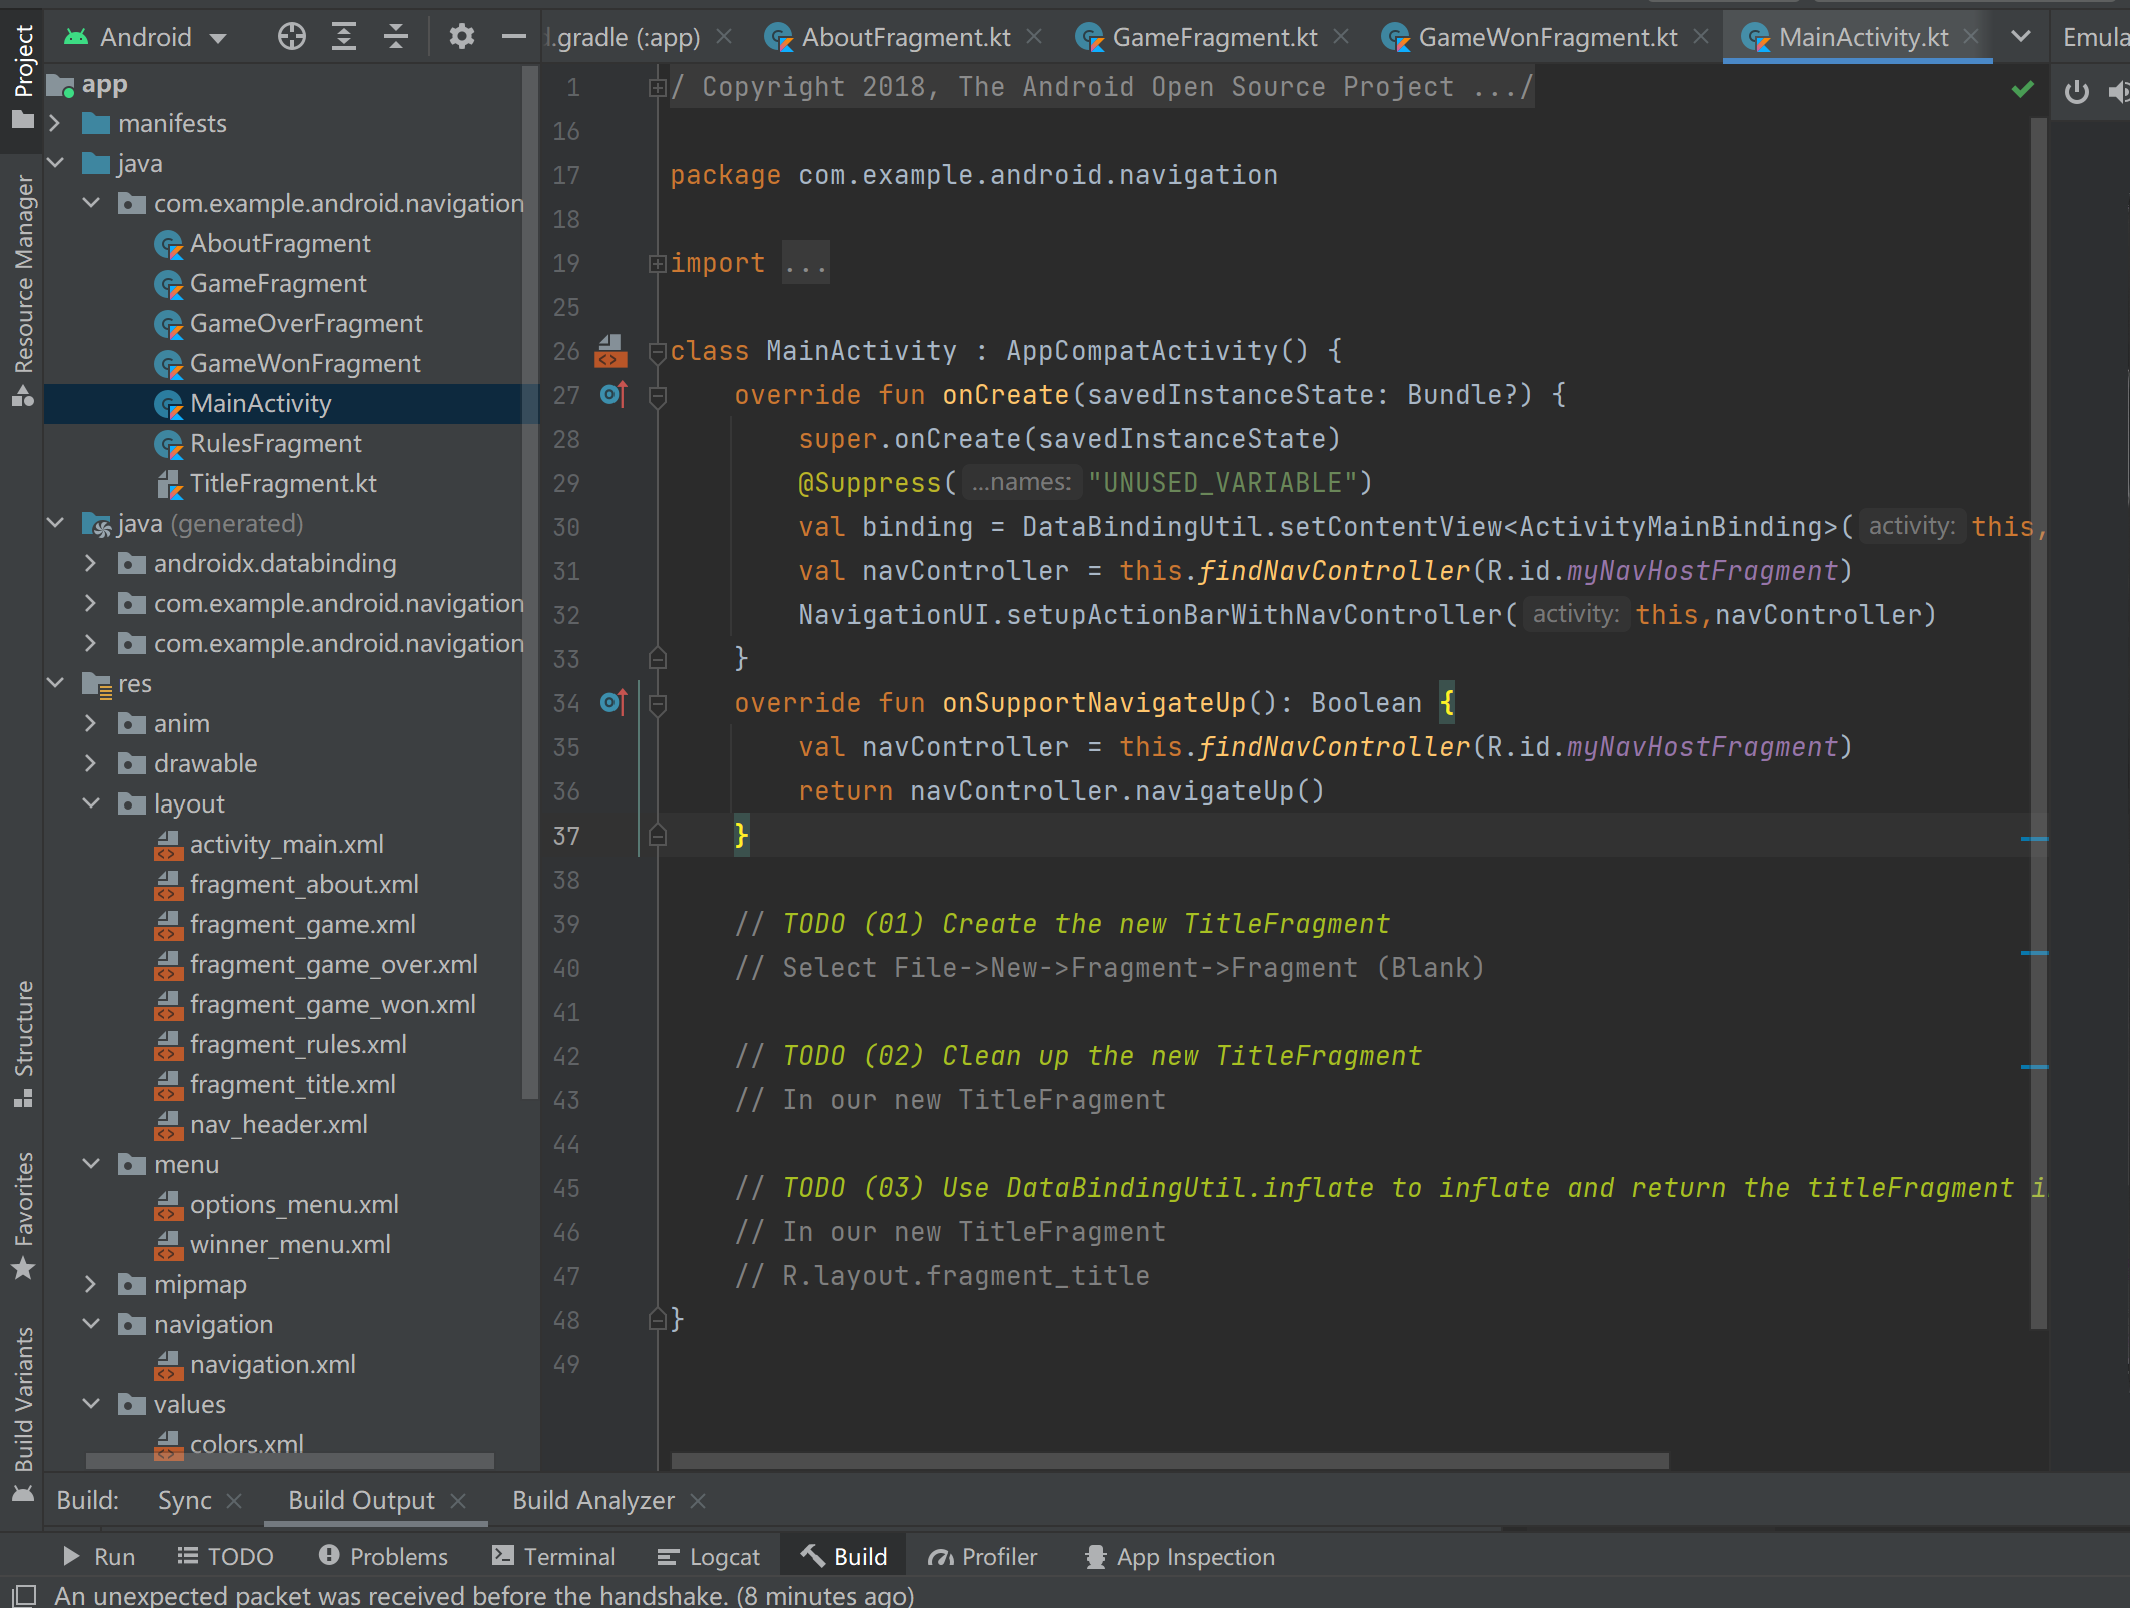 Android
.gradle (:app)
AboutFragment.kt
GameFragment.kt
GameWonFragment.kt
MainActivity.kt
Emula
Project
Resource Manager
Structure
Favorites
Build Variants
app
manifests
java
com.example.android.navigation
AboutFragment
GameFragment
GameOverFragment
GameWonFragment
MainActivity
RulesFragment
TitleFragment.kt
java (generated)
androidx.databinding
com.example.android.navigation
com.example.android.navigation
res
anim
drawable
layout
activity_main.xml
fragment_about.xml
fragment_game.xml
fragment_game_over.xml
fragment_game_won.xml
fragment_rules.xml
fragment_title.xml
nav_header.xml
menu
options_menu.xml
winner_menu.xml
mipmap
navigation
navigation.xml
values
colors.xml
1 / Copyright 2018, The Android Open Source Project .../
16
17 package com.example.android.navigation
18
19 import ...
25
26 class MainActivity : AppCompatActivity() {
27 override fun onCreate(savedInstanceState: Bundle?) {
28 super.onCreate(savedInstanceState)
29 @Suppress( ...names: "UNUSED_VARIABLE")
30 val binding = DataBindingUtil.setContentView<ActivityMainBinding>( activity: this,
31 val navController = this.findNavController(R.id.myNavHostFragment)
32 NavigationUI.setupActionBarWithNavController( activity: this,navController)
33 }
34 override fun onSupportNavigateUp(): Boolean {
35 val navController = this.findNavController(R.id.myNavHostFragment)
36 return navController.navigateUp()
37 }
38
39 // TODO (01) Create the new TitleFragment
40 // Select File->New->Fragment->Fragment (Blank)
41
42 // TODO (02) Clean up the new TitleFragment
43 // In our new TitleFragment
44
45 // TODO (03) Use DataBindingUtil.inflate to inflate and return the titleFragment i
46 // In our new TitleFragment
47 // R.layout.fragment_title
48 }
49
Build: Sync Build Output Build Analyzer
Run TODO Problems Terminal Logcat Build Profiler App Inspection
An unexpected packet was received before the handshake. (8 minutes ago)